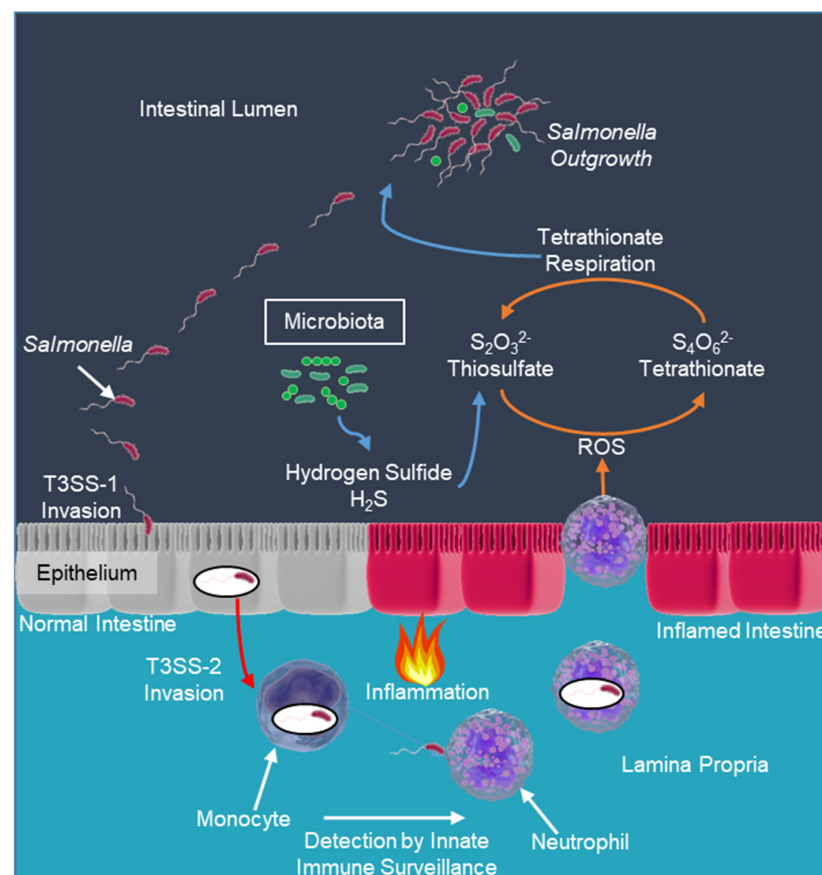 Intestinal Lumen
Salmonella
Outgrowth
Tetrathionate
Respiration
Microbiota
Salmonella
S₂O₃²⁻
Thiosulfate
S₄O₆²⁻
Tetrathionate
ROS
Hydrogen Sulfide
H₂S
T3SS-1
Invasion
Epithelium
Normal Intestine
Inflamed Intestine
T3SS-2
Invasion
Inflammation
Lamina Propria
Monocyte
Neutrophil
Detection by Innate
Immune Surveillance